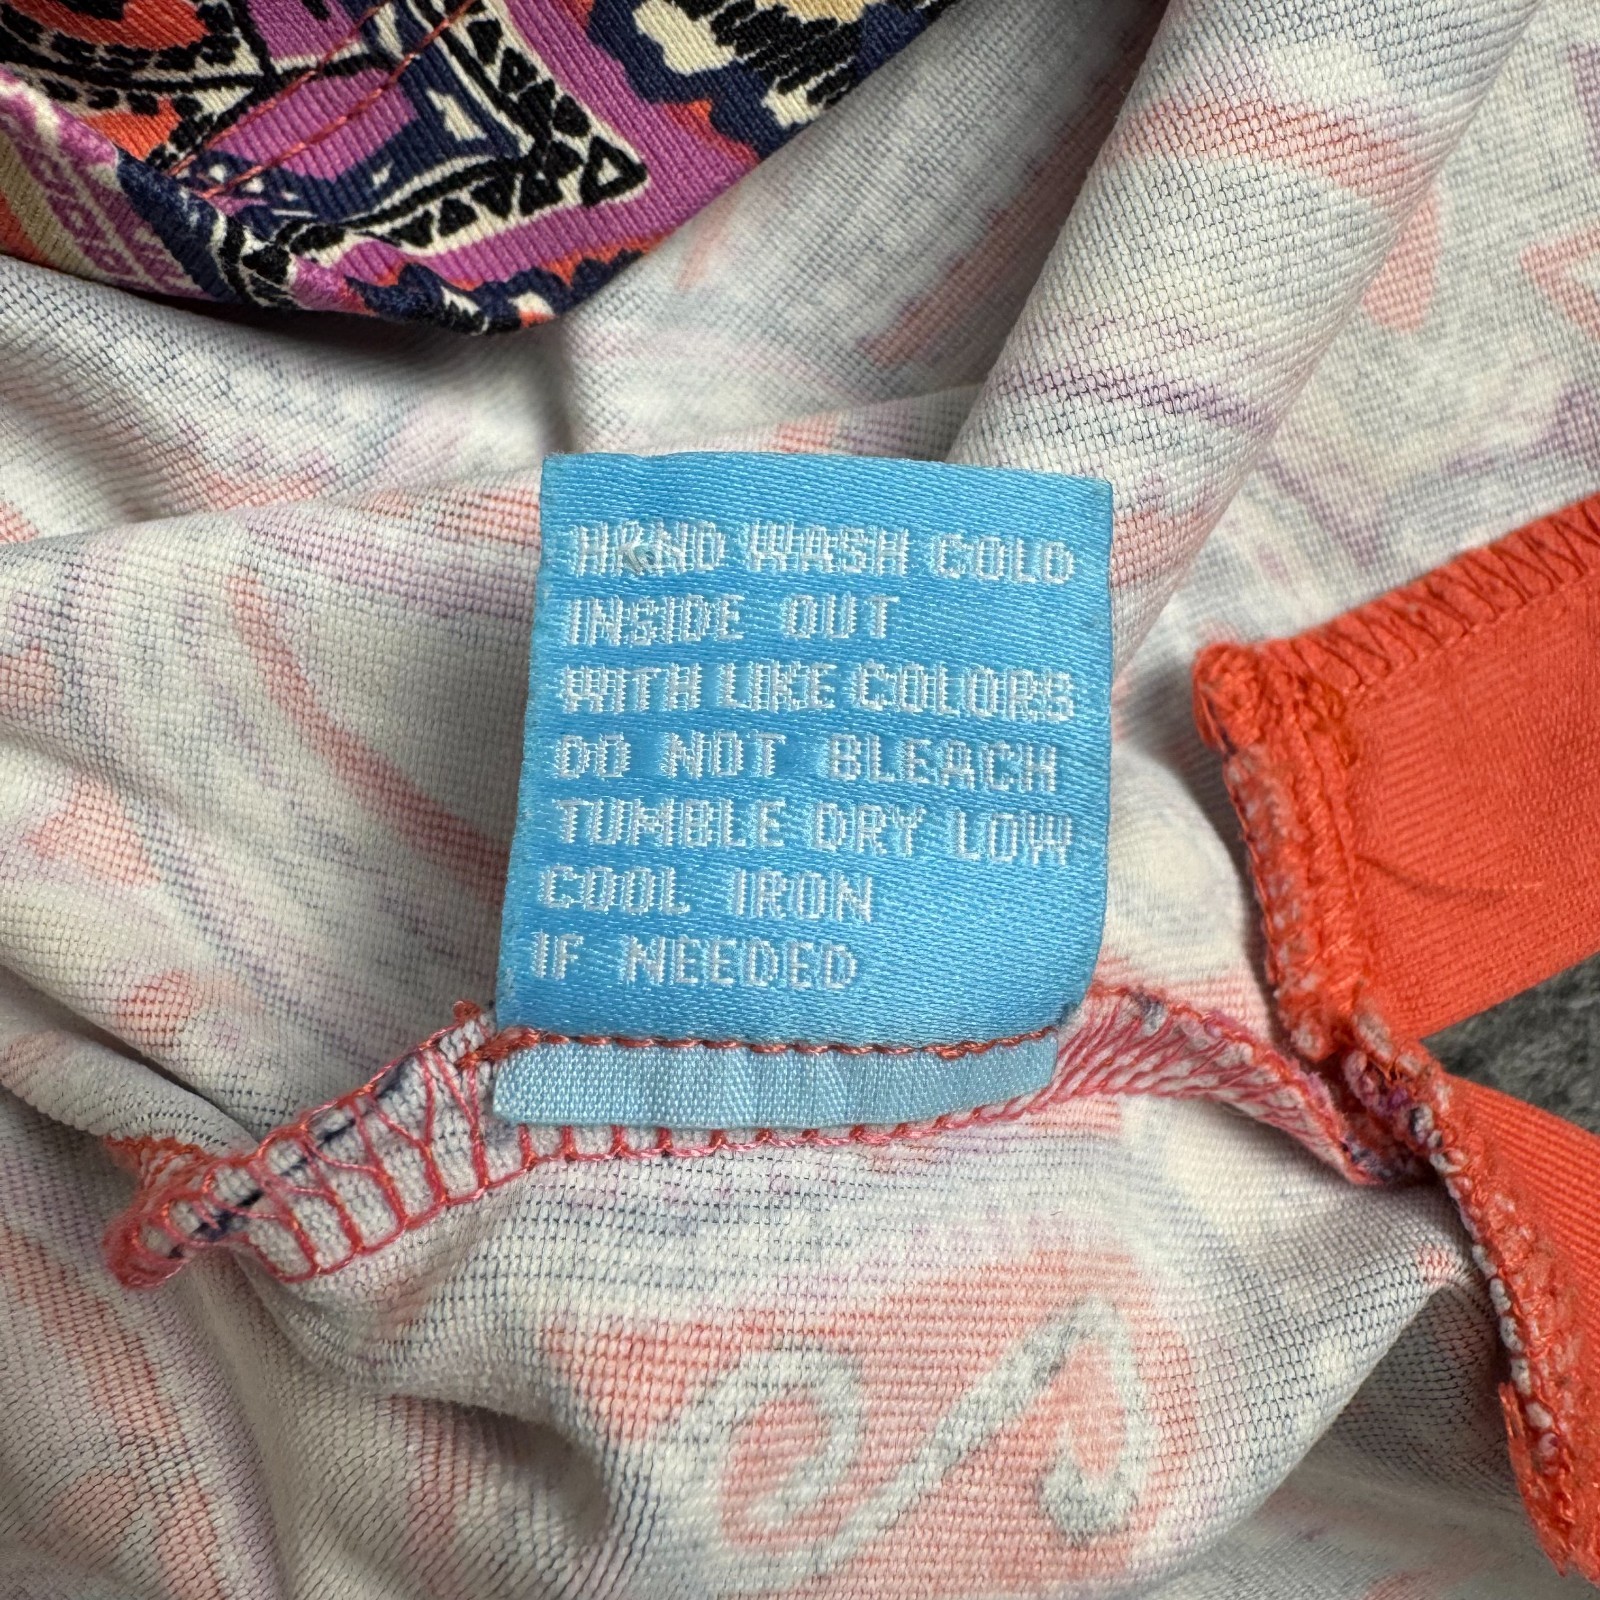 HAND WASH COLD
INSIDE OUT
WITH LIKE COLORS
DO NOT BLEACH
TUMBLE DRY LOW
COOL IRON
IF NEEDED